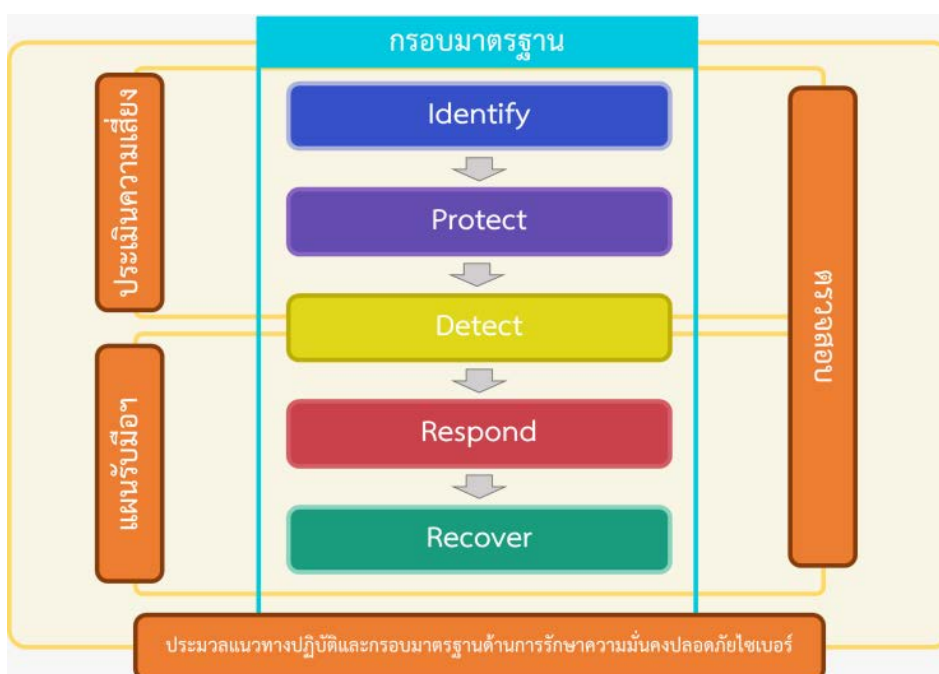 กรอบมาตรฐาน
ประเมินความเสี่ยง
Identify
Protect
Detect
ตรวจสอบ
แผนรับมือฯ
Respond
Recover
ประมวลแนวทางปฏิบัติและกรอบมาตรฐานด้านการรักษาความมั่นคงปลอดภัยไซเบอร์